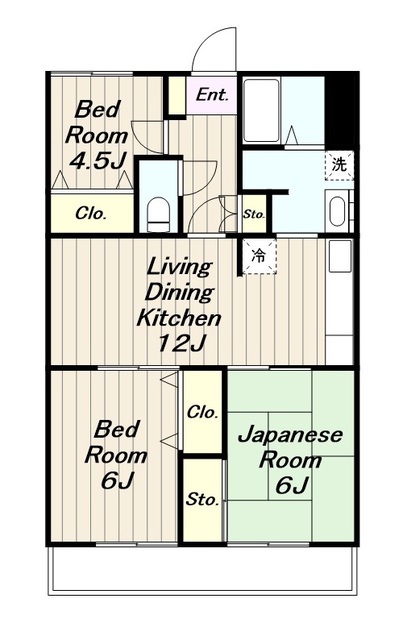 Ent.
Bed
Room
4.5J
洗
Clo.
Sto.
冷
Living
Dining
Kitchen
12J
Clo.
Bed
Room
6J
Japanese
Room
6J
Sto.